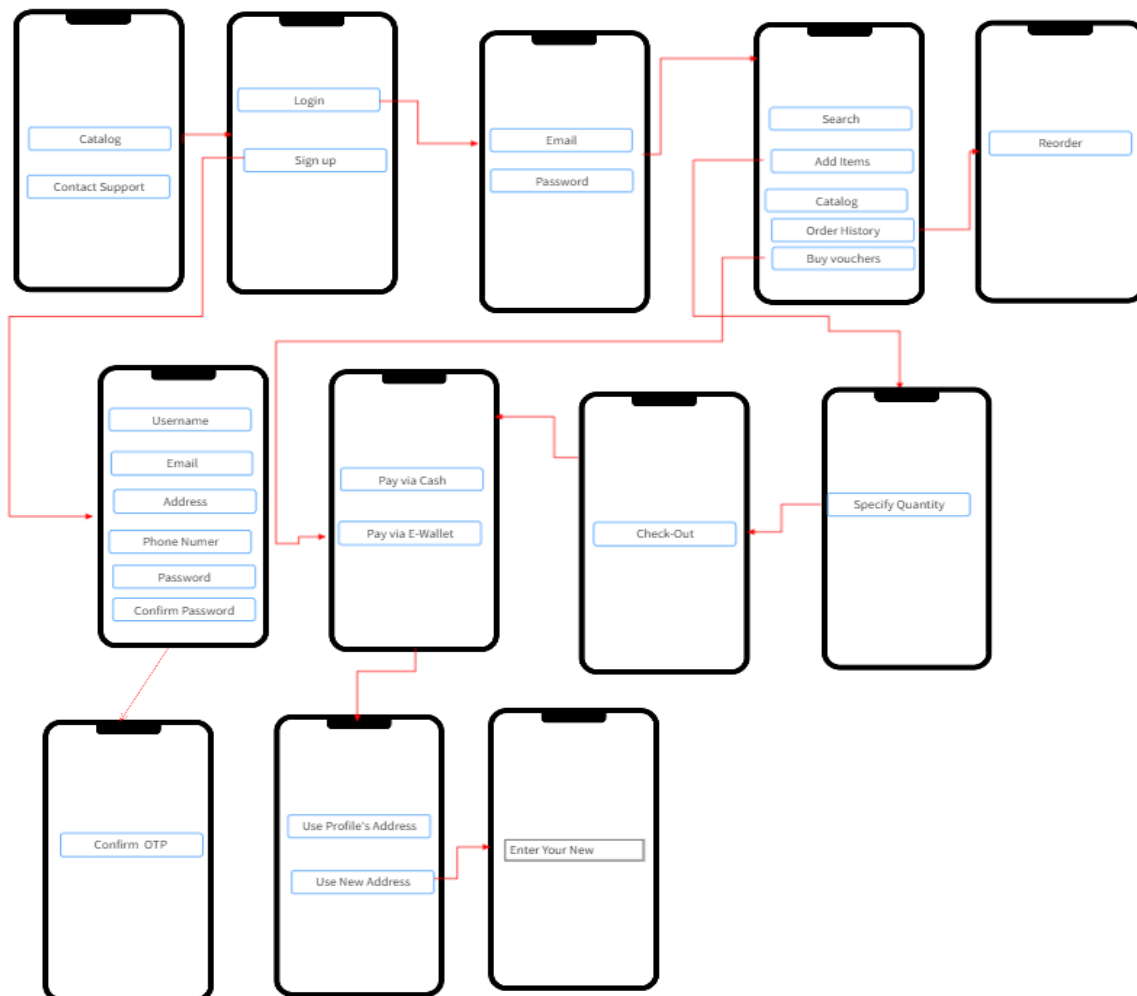 Catalog
Contact Support
Login
Sign up
Email
Password
Search
Add Items
Catalog
Order History
Buy vouchers
Reorder
Username
Email
Address
Phone Numer
Password
Confirm Password
Pay via Cash
Pay via E-Wallet
Check-Out
Specify Quantity
Confirm OTP
Use Profile's Address
Use New Address
Enter Your New